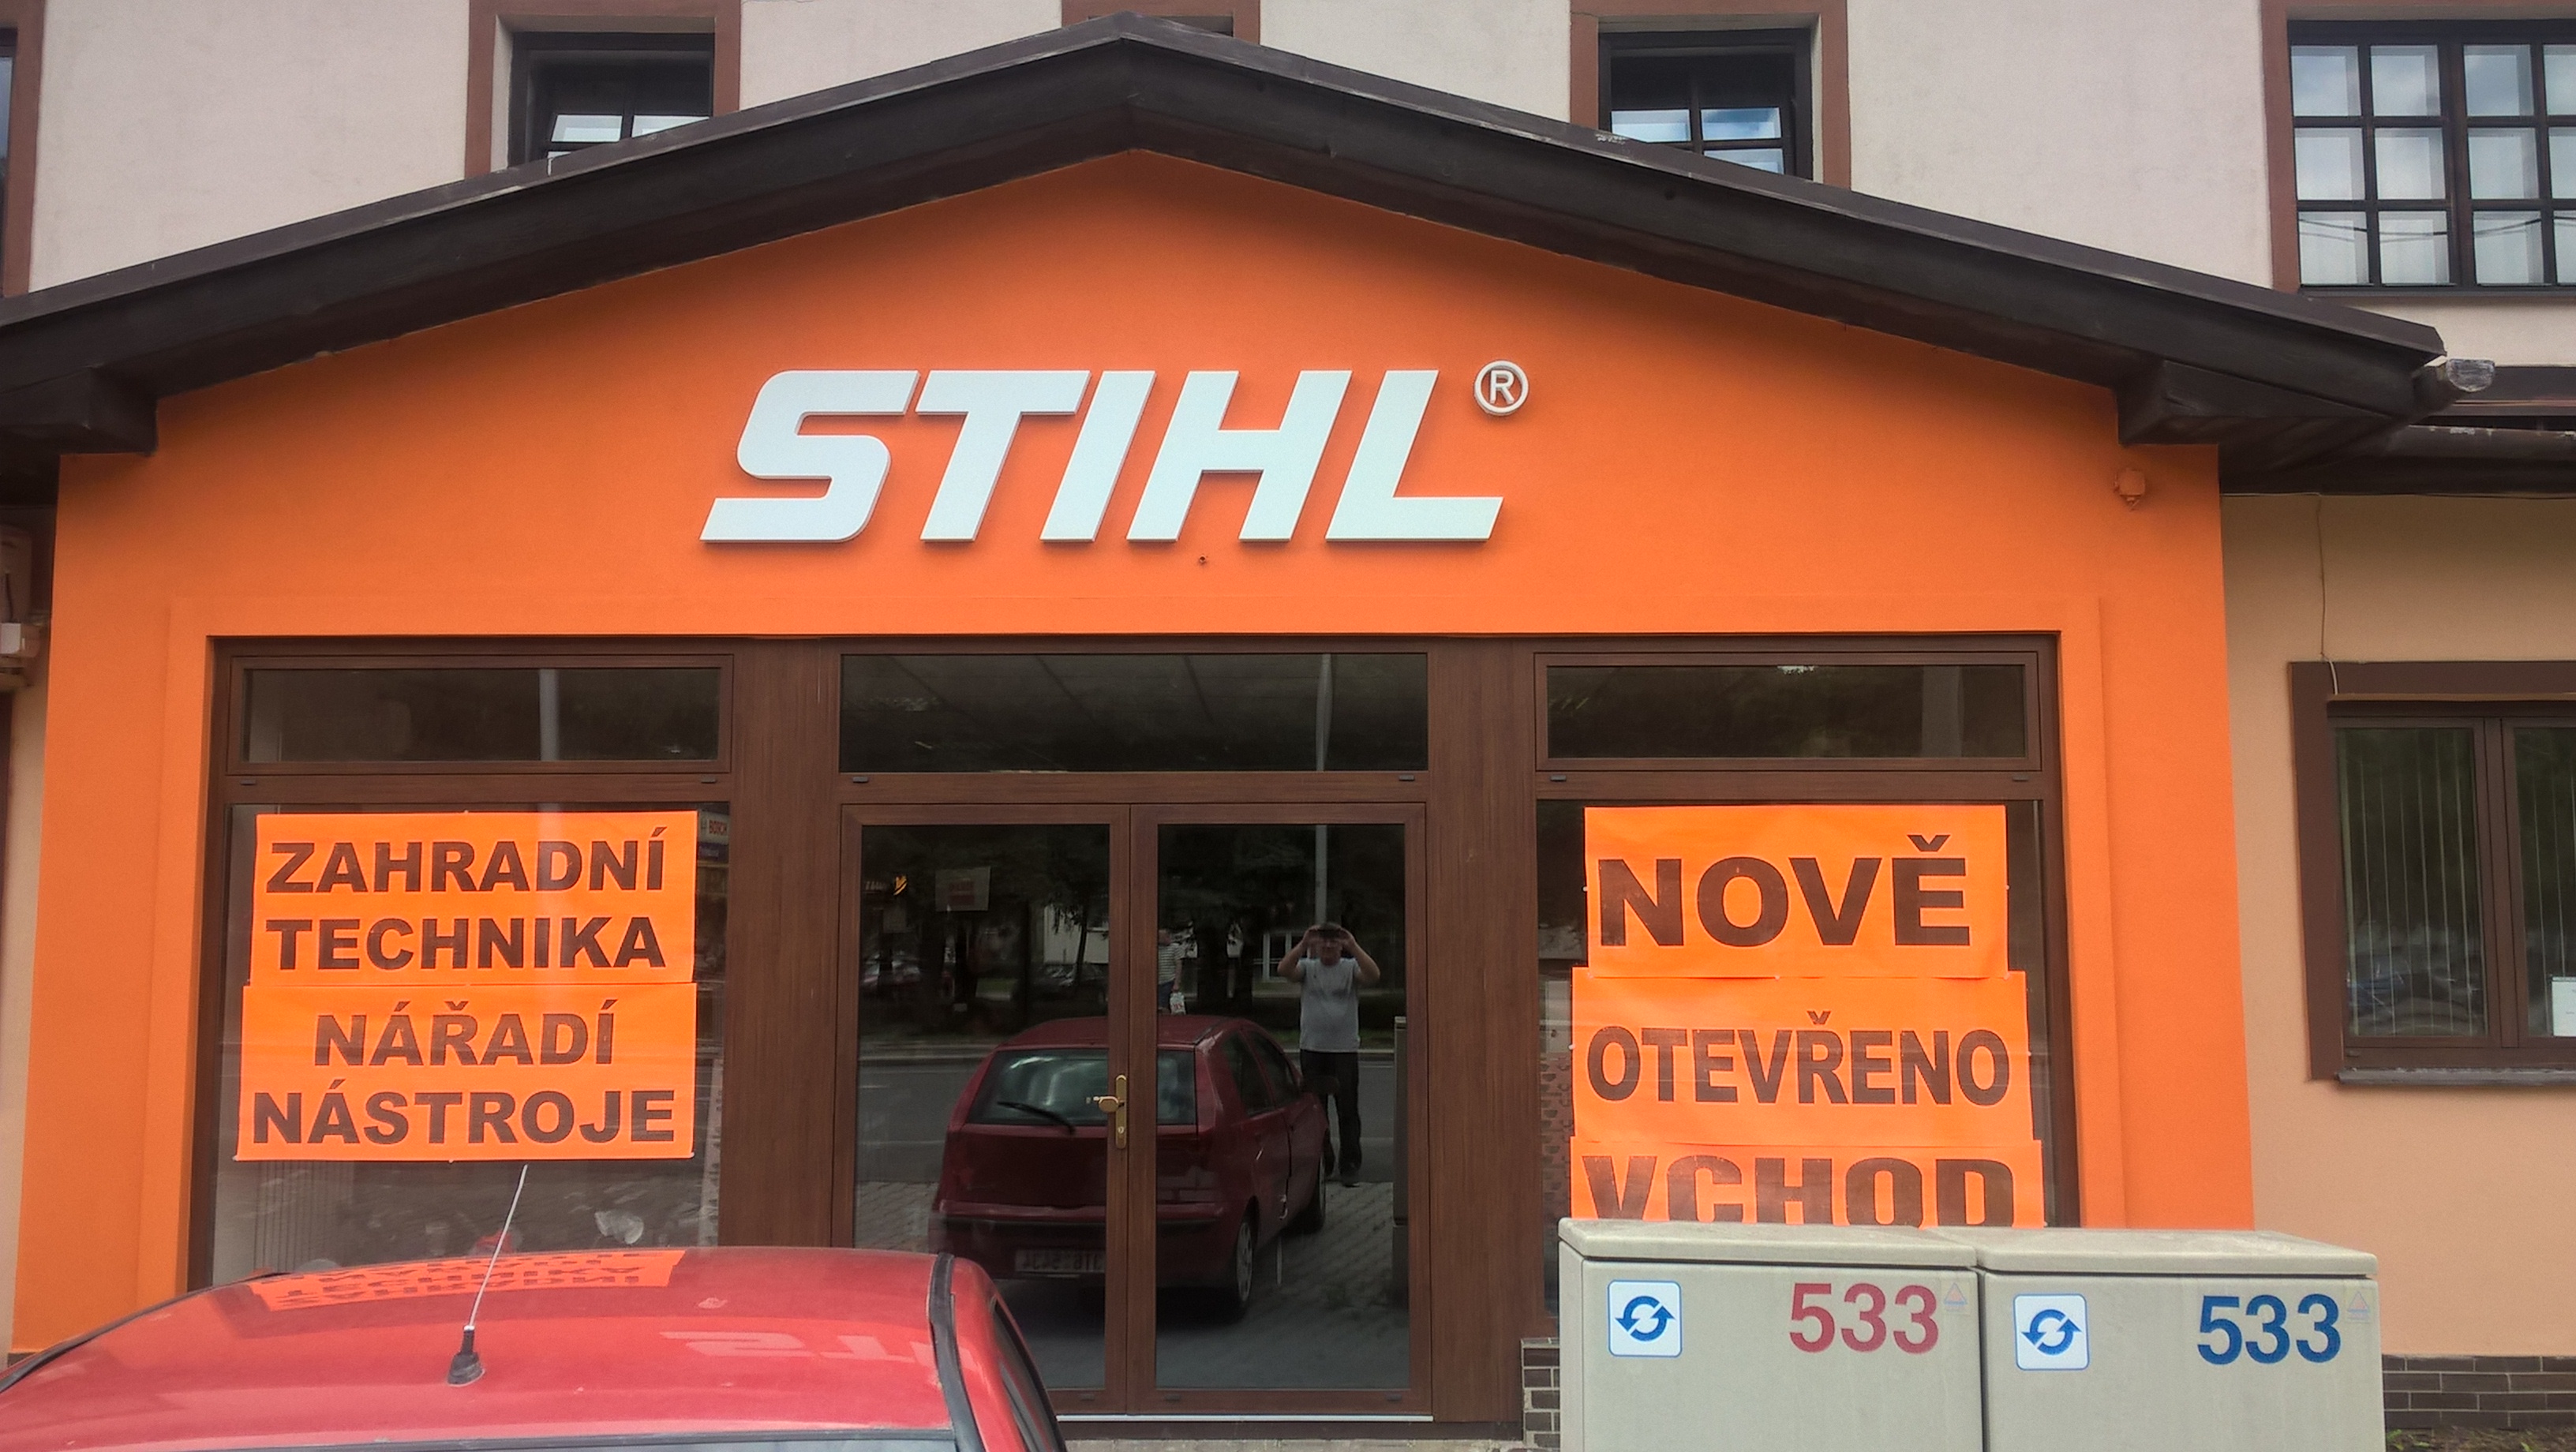 STIHL®
ZAHRADNÍ
TECHNIKA
NÁŘADÍ
NÁSTROJE
NOVĚ
OTEVŘENO
VCHOD
533
533